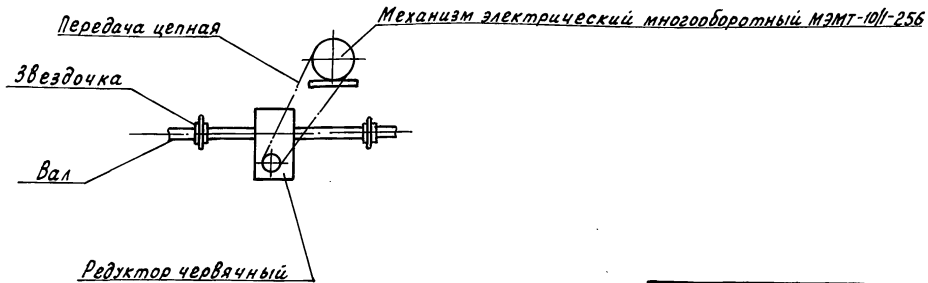 Передача цепная
Механизм электрический многооборотный МЭМТ-10/1-256
Звездочка
Вал
Редуктор червячный